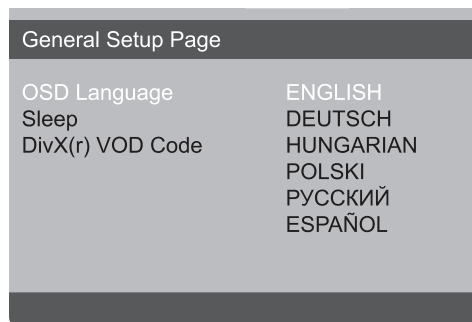 General Setup Page
OSD Language ENGLISH
Sleep DEUTSCH
DivX(r) VOD Code HUNGARIAN
POLSKI
РУССКИЙ
ESPAÑOL